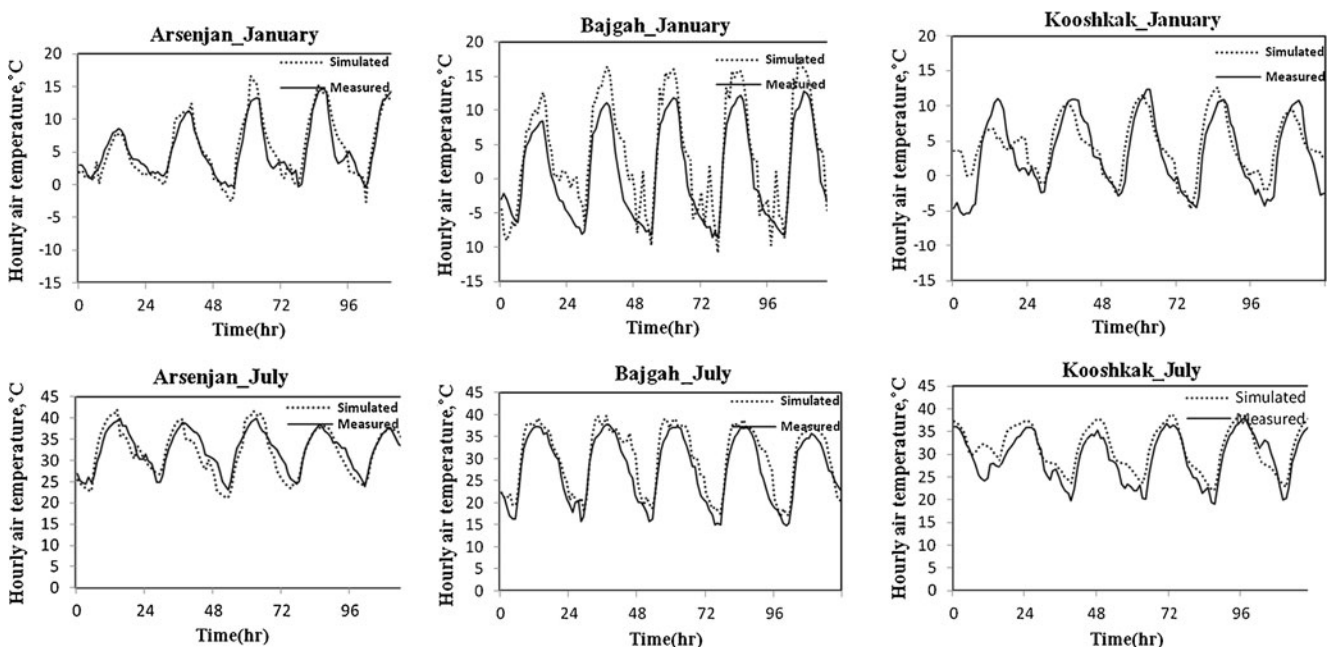 Arsenjan_January
Hourly air temperature,°C
20
15
10
5
0
5
-10
-15
Simulated
Measured
0 24 48 72 96
Time(hr)
Bajgah_January
Hourly air temperature,°C
20
15
10
5
0
5
10
-15
Simulated
Measured
0 24 48 72 96
Time(hr)
Kooshkak_January
Hourly air temperature,°C
20
15
10
5
0
-5
-10
-15
Simulated
Measured
0 24 48 72 96
Time(hr)
Arsenjan_July
Hourly air temperature,°C
45
40
35
30
25
20
15
10
5
0
Simulated
Measured
0 24 48 72 96
Time(hr)
Bajgah_July
Hourly air temperature,°C
45
40
35
30
25
20
15
10
5
0
Simulated
Measured
0 24 48 72 96
Time(hr)
Kooshkak_July
Hourly air temperature,°C
45
40
35
30
25
20
15
10
5
0
Simulated
Measured
0 24 48 72 96
Time(hr)